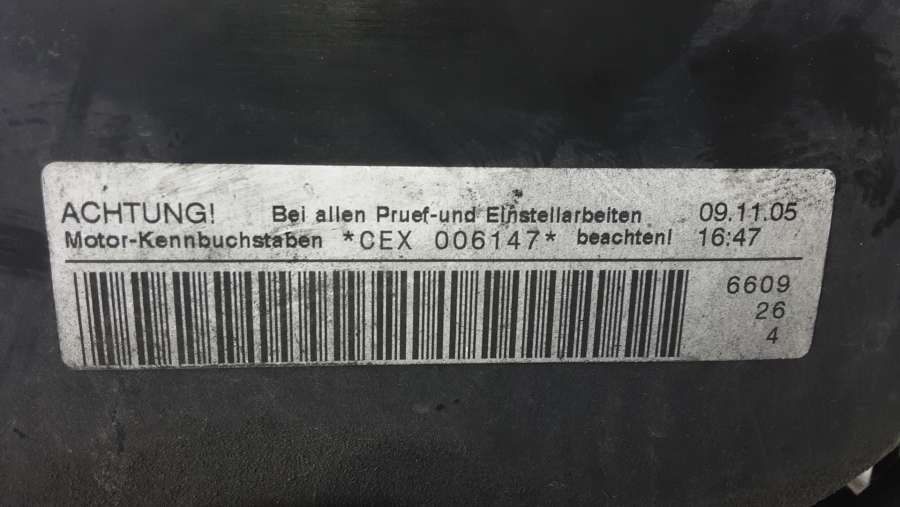 ACHTUNG! Bei allen Pruef-und Einstellarbeiten 09.11.05
Motor-Kennbuchstaben *CEX 006147* beachten! 16:47
6609
26
4